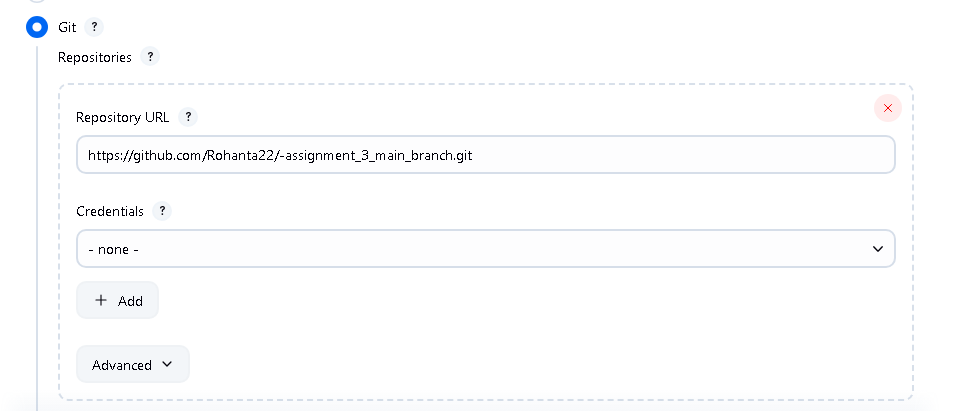 Git ?
Repositories ?
Repository URL ?
https://github.com/Rohanta22/-assignment_3_main_branch.git
Credentials ?
- none -
+ Add
Advanced